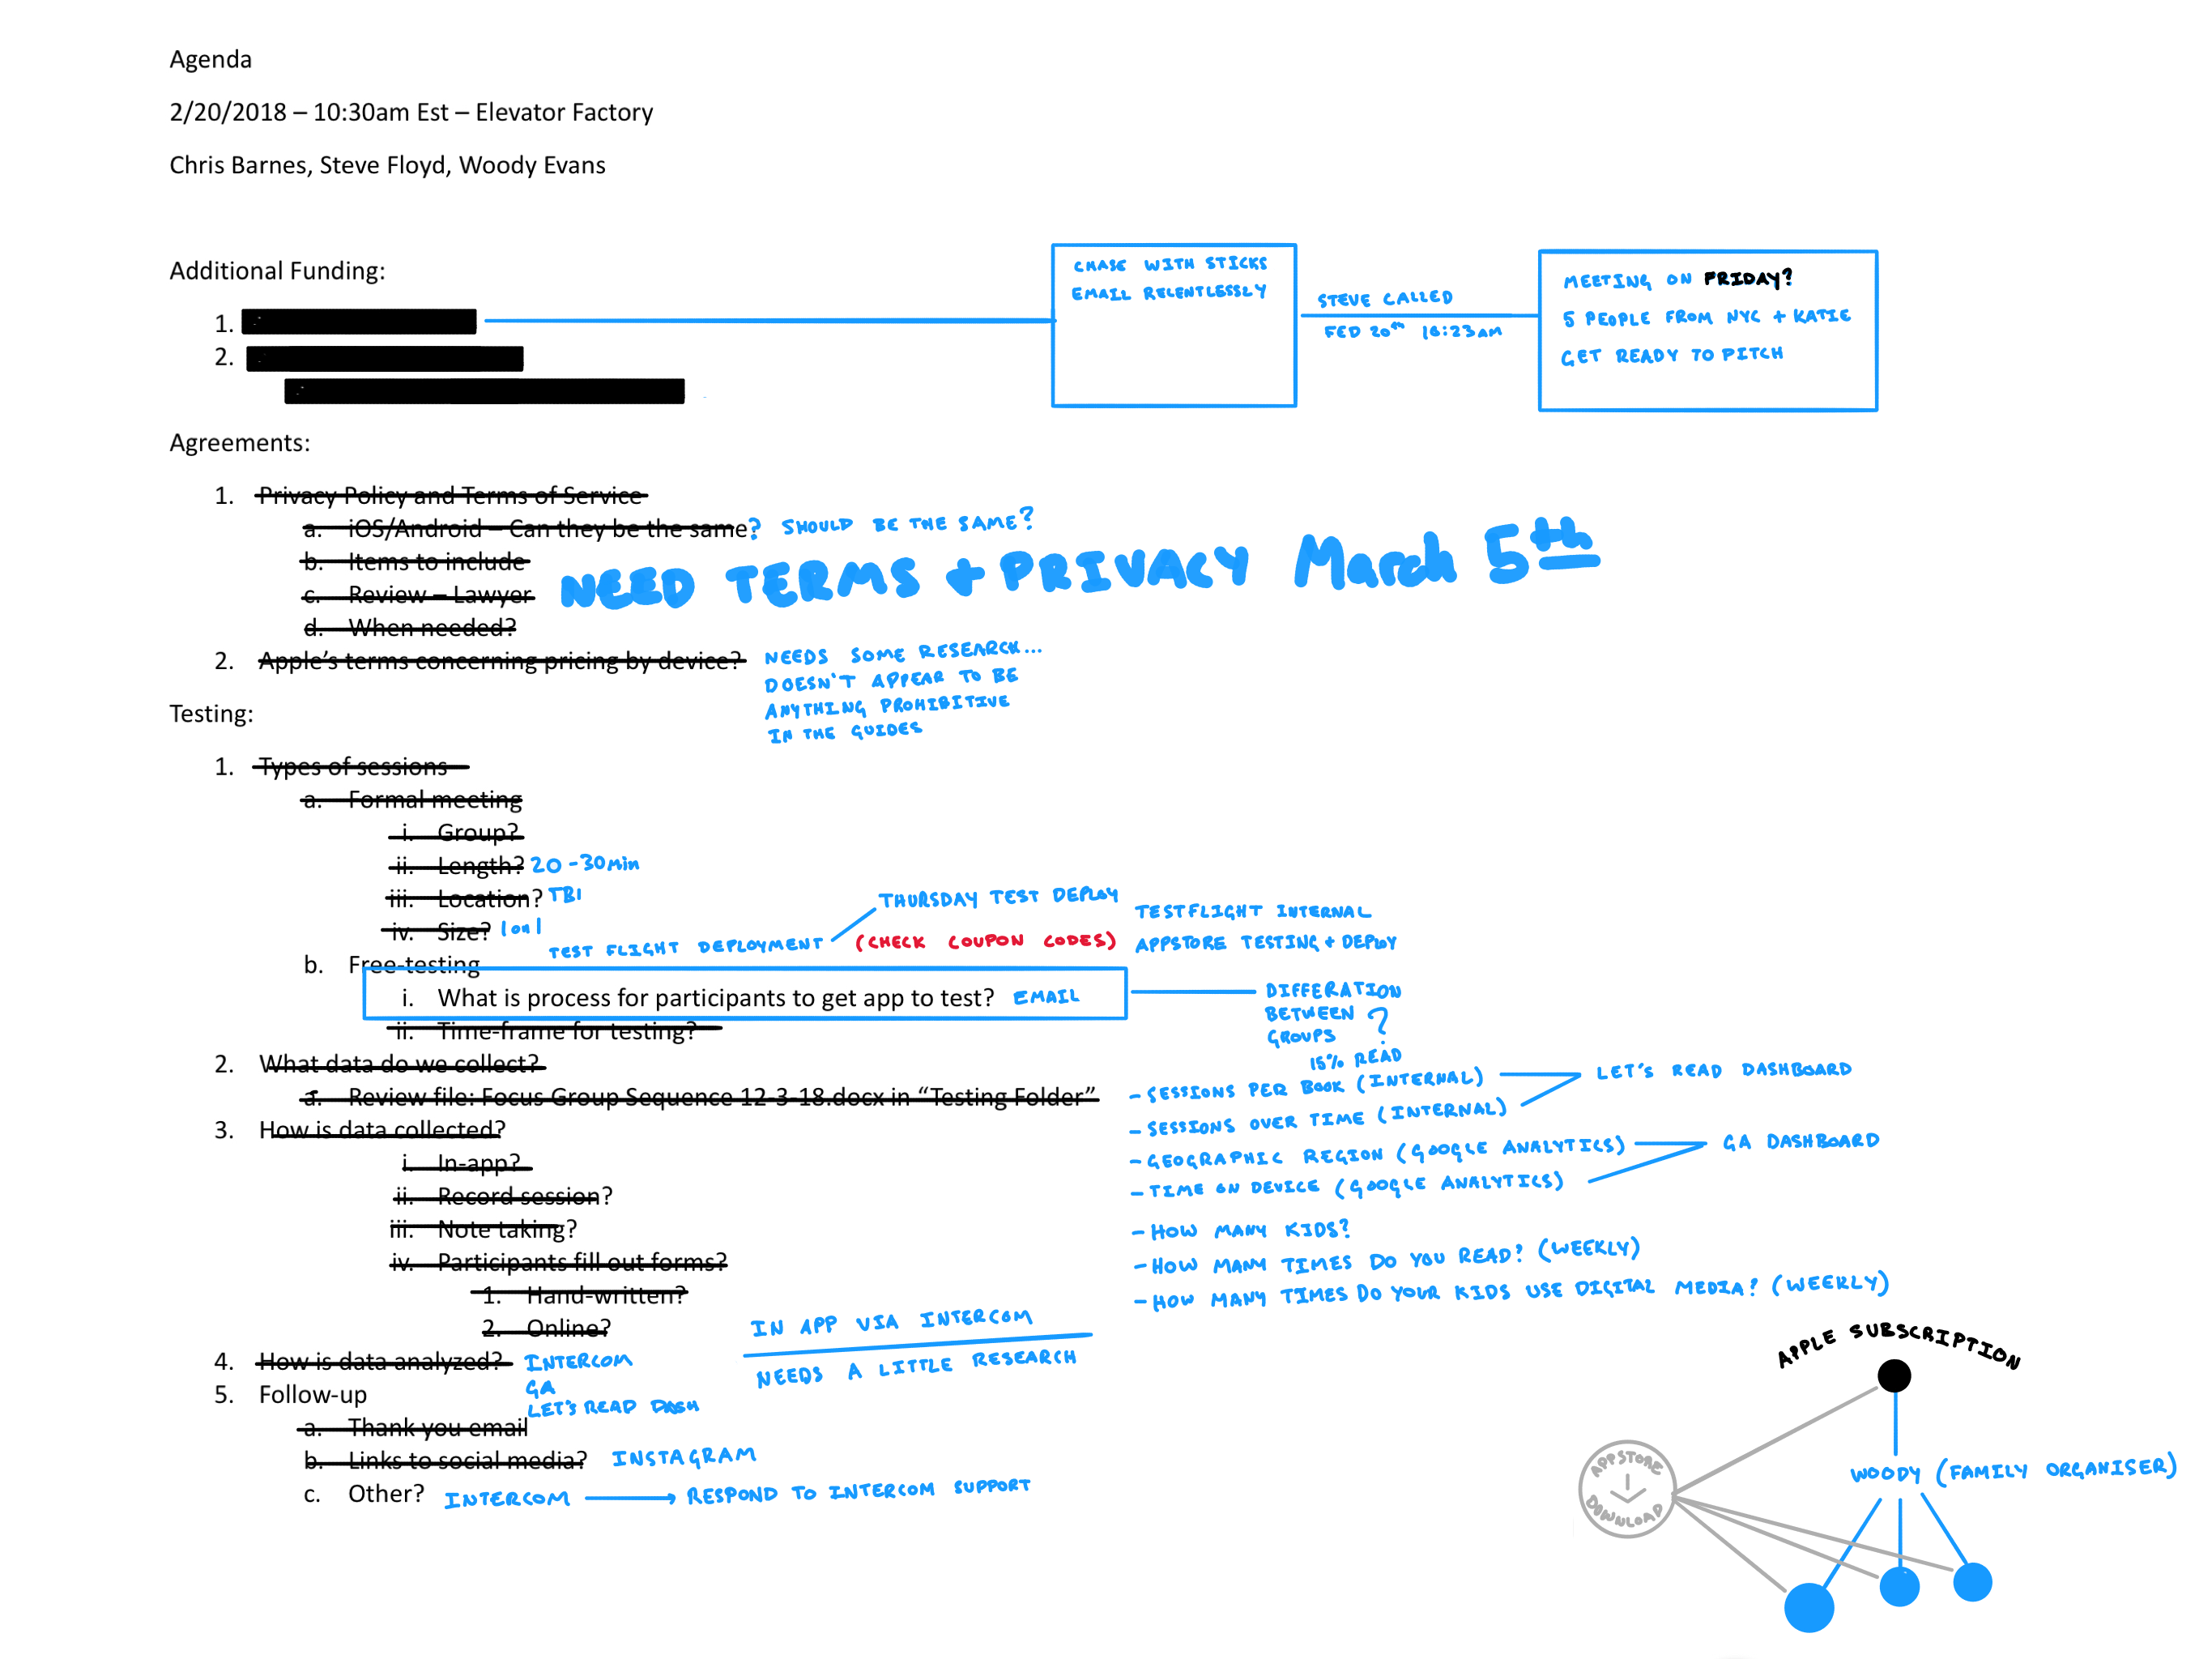 Agenda
2/20/2018 – 10:30am Est – Elevator Factory
Chris Barnes, Steve Floyd, Woody Evans
Additional Funding:
1.
2.
CHASE WITH STICKS
EMAIL RELENTLESSLY
STEVE CALLED
FED 20th 10:23AM
MEETING ON FRIDAY?
5 PEOPLE FROM NYC + KATIE
GET READY TO PITCH
Agreements:
1. Privacy Policy and Terms of Service
a. iOS/Android – Can they be the same? SHOULD BE THE SAME?
b. Items to include
c. Review – Lawyer
NEED TERMS + PRIVACY March 5th
d. When needed?
2. Apple's terms concerning pricing by device?
NEEDS SOME RESEARCH...
DOESN'T APPEAR TO BE
ANYTHING PROHIBITIVE
IN THE GUIDES
Testing:
1. Types of sessions
a. Formal meeting
i. Group?
ii. Length? 20-30min
iii. Location? TBI
iv. Size? 1 on 1
TEST FLIGHT DEPLOYMENT
THURSDAY TEST DEPLOY
(CHECK COUPON CODES)
TESTFLIGHT INTERNAL
APPSTORE TESTING + DEPLOY
b. Free-testing
i. What is process for participants to get app to test? EMAIL
DIFFERATION
BETWEEN
GROUPS ?
15% READ
ii. Time-frame for testing?
2. What data do we collect?
a. Review file: Focus Group Sequence 12-3-18.docx in “Testing Folder”
- SESSIONS PER BOOK (INTERNAL)
- SESSIONS OVER TIME (INTERNAL)
LET'S READ DASHBOARD
- GEOGRAPHIC REGION (GOOGLE ANALYTICS)
- TIME ON DEVICE (GOOGLE ANALYTICS)
GA DASHBOARD
- HOW MANY KIDS?
- HOW MANY TIMES DO YOU READ? (WEEKLY)
- HOW MANY TIMES DO YOUR KIDS USE DIGITAL MEDIA? (WEEKLY)
3. How is data collected?
i. In-app?
ii. Record session?
iii. Note taking?
iv. Participants fill out forms?
1. Hand-written?
2. Online?
IN APP VIA INTERCOM
NEEDS A LITTLE RESEARCH
4. How is data analyzed? INTERCOM
GA
LET'S READ DASH
5. Follow-up
a. Thank you email
b. Links to social media? INSTAGRAM
c. Other? INTERCOM RESPOND TO INTERCOM SUPPORT
APPLE SUBSCRIPTION
APPSTORE
DOWNLOAD
WOODY (FAMILY ORGANISER)